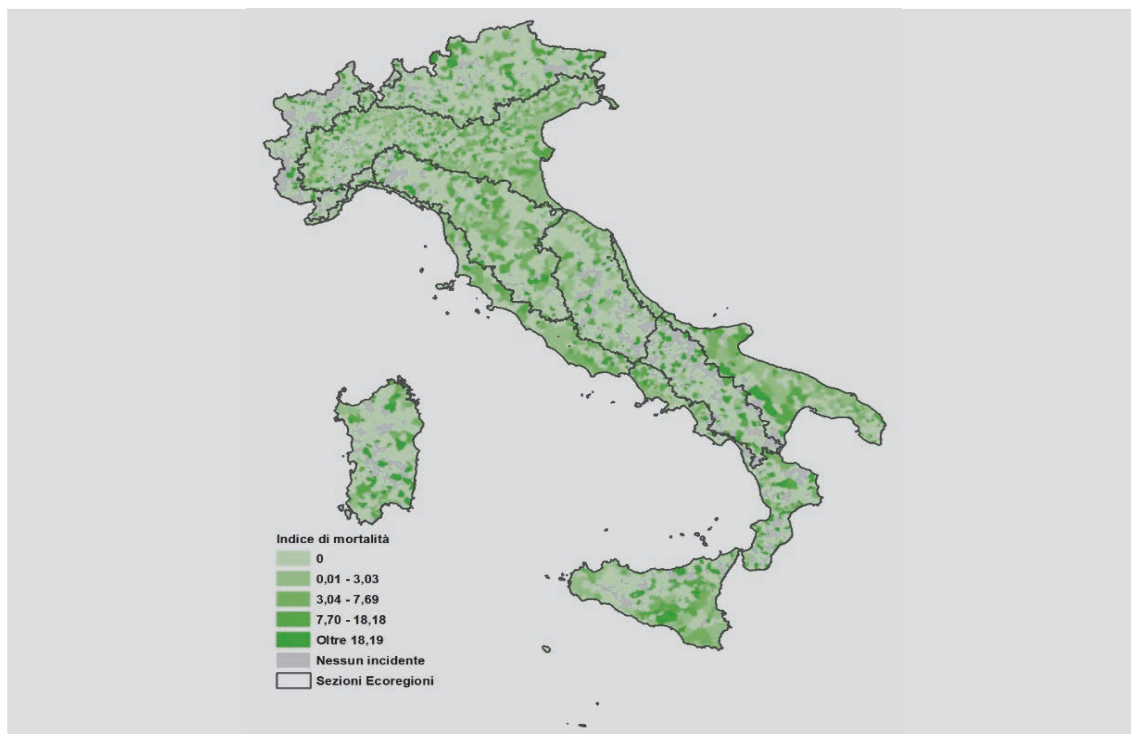 Indice di mortalità
0
0,01 - 3,03
3,04 - 7,69
7,70 - 18,18
Oltre 18,19
Nessun incidente
Sezioni Ecoregioni